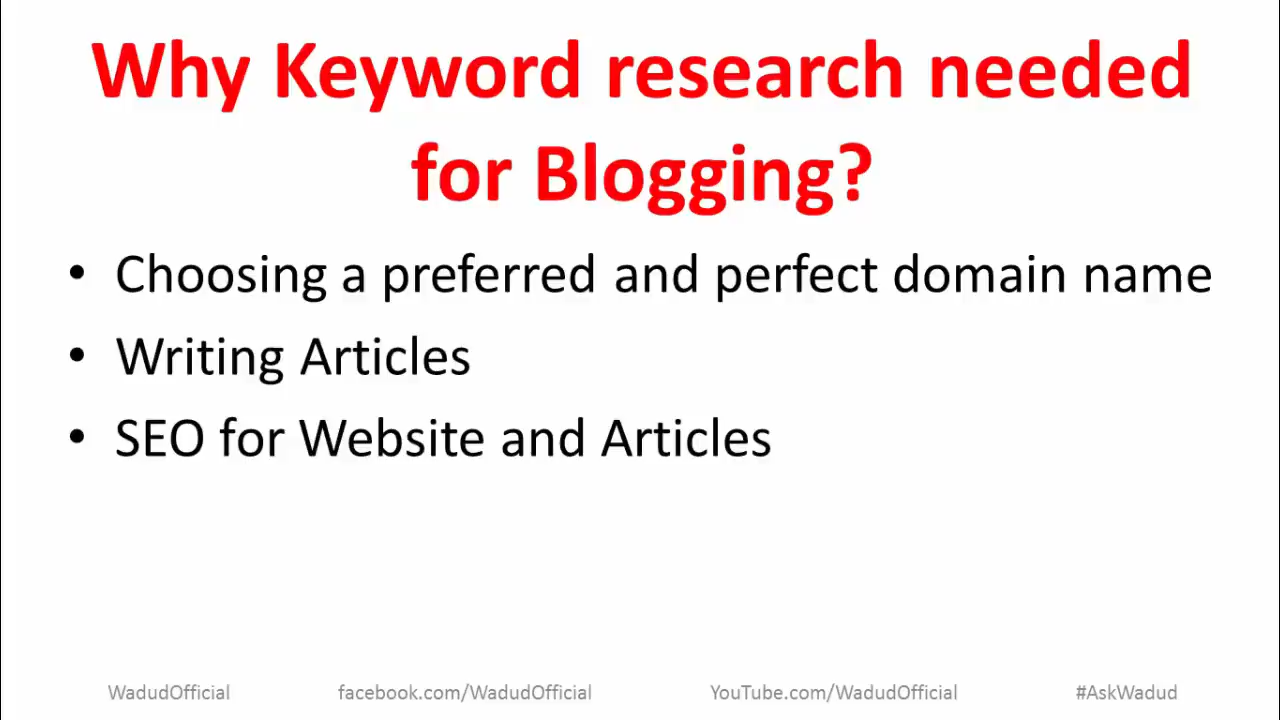 Why Keyword research needed
for Blogging?
• Choosing a preferred and perfect domain name
• Writing Articles
• SEO for Website and Articles
WadudOfficial facebook.com/WadudOfficial YouTube.com/WadudOfficial #AskWadud